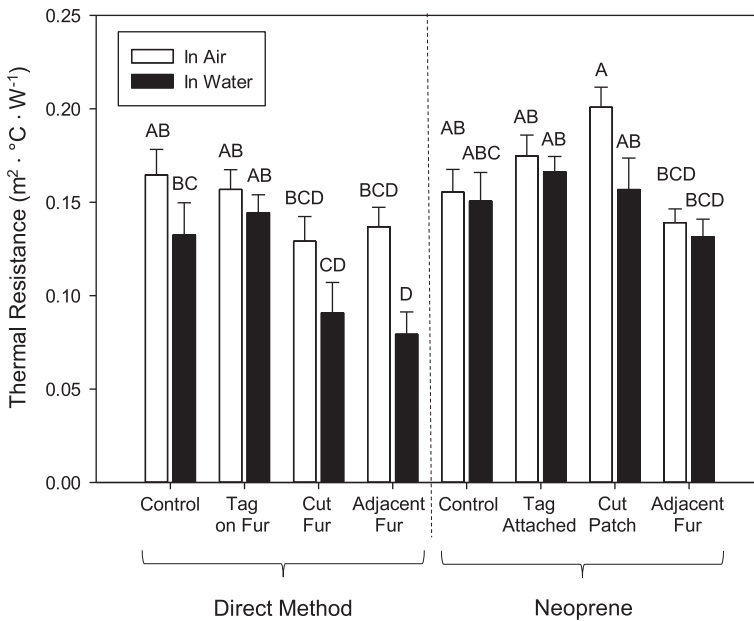 Thermal Resistance (m² · °C · W⁻¹)
0.25
0.20
0.15
0.10
0.05
0.00
In Air
In Water
AB
BC
AB
AB
BCD
CD
BCD
D
AB
ABC
AB
AB
A
AB
BCD
BCD
Control
Tag
on Fur
Cut
Fur
Adjacent
Fur
Control
Tag
Attached
Cut
Patch
Adjacent
Fur
Direct Method
Neoprene